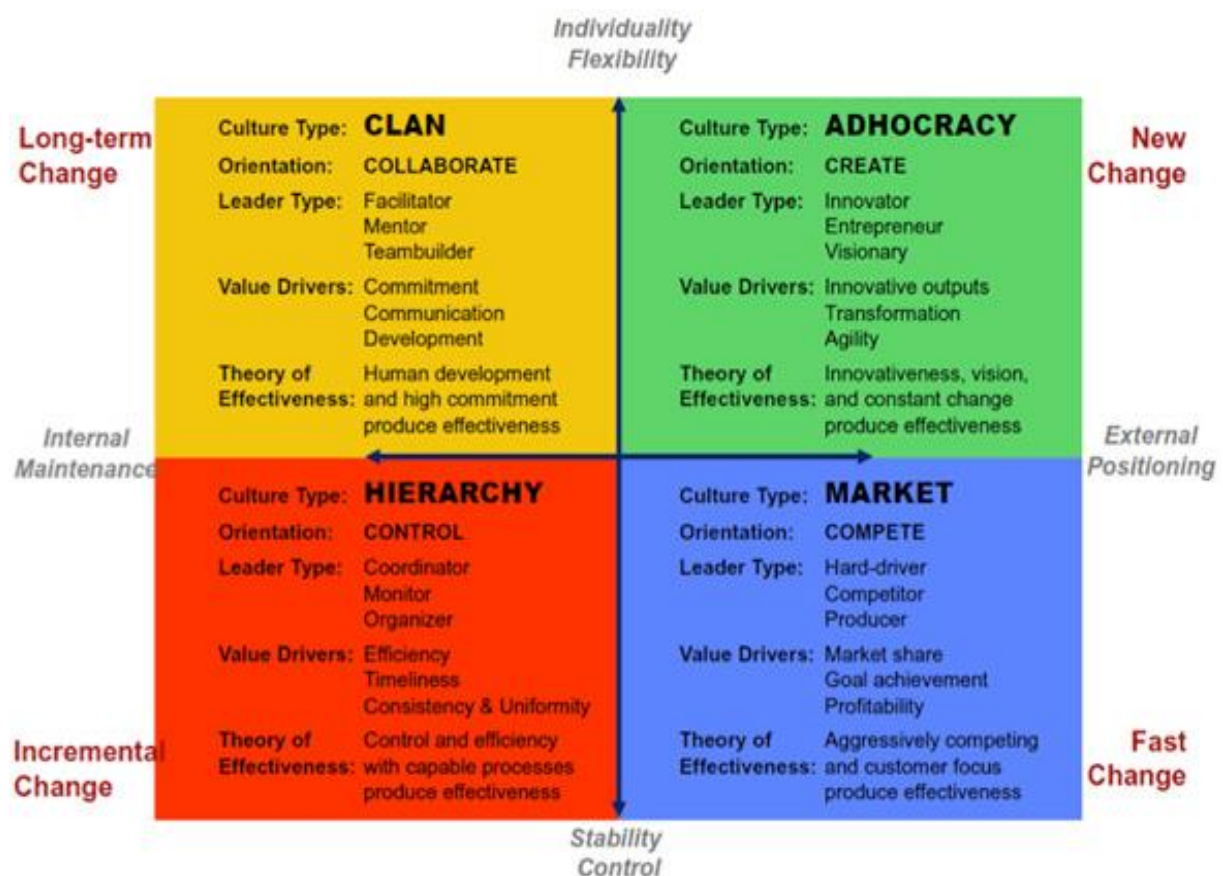 Individuality
Flexibility
Long-term
Change
Culture Type: CLAN
Orientation: COLLABORATE
Leader Type: Facilitator
Mentor
Teambuilder
Value Drivers: Commitment
Communication
Development
Theory of Human development
Effectiveness: and high commitment
produce effectiveness
Culture Type: ADHOCRACY
Orientation: CREATE
Leader Type: Innovator
Entrepreneur
Visionary
Value Drivers: Innovative outputs
Transformation
Agility
Theory of Innovativeness, vision,
Effectiveness: and constant change
produce effectiveness
New
Change
Internal
Maintenance
External
Positioning
Culture Type: HIERARCHY
Orientation: CONTROL
Leader Type: Coordinator
Monitor
Organizer
Value Drivers: Efficiency
Timeliness
Consistency & Uniformity
Theory of Control and efficiency
Effectiveness: with capable processes
produce effectiveness
Incremental
Change
Culture Type: MARKET
Orientation: COMPETE
Leader Type: Hard-driver
Competitor
Producer
Value Drivers: Market share
Goal achievement
Profitability
Theory of Aggressively competing
Effectiveness: and customer focus
produce effectiveness
Fast
Change
Stability
Control